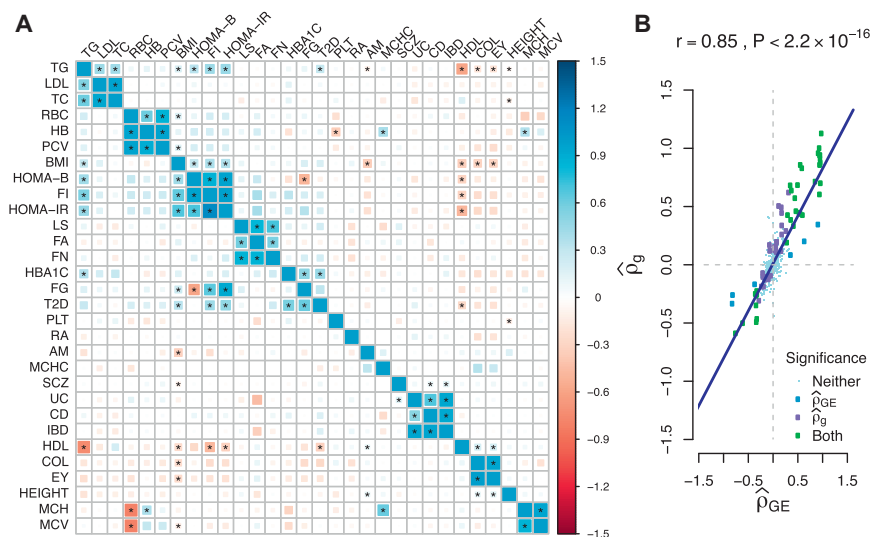 A
TG LDL TC RBC HB PCV BMI HOMA−B FI HOMA−IR LS FA FN HBA1C FG T2D PLT RA AM MCHC SCZ UC CD IBD HDL COL EY HEIGHT MCH MCV
TG
LDL
TC
RBC
HB
PCV
BMI
HOMA−B
FI
HOMA−IR
LS
FA
FN
HBA1C
FG
T2D
PLT
RA
AM
MCHC
SCZ
UC
CD
IBD
HDL
COL
EY
HEIGHT
MCH
MCV
1.5
1.2
0.9
0.6
0.3
0
−0.3
−0.6
−0.9
−1.2
−1.5
B
r = 0.85 , P < 2.2 × 10⁻¹⁶
ρ̂g
1.5
1.0
0.5
0.0
−0.5
−1.0
−1.5
Significance
Neither
ρ̂GE
ρ̂g
Both
−1.5 −0.5 0.5 1.5
ρ̂GE